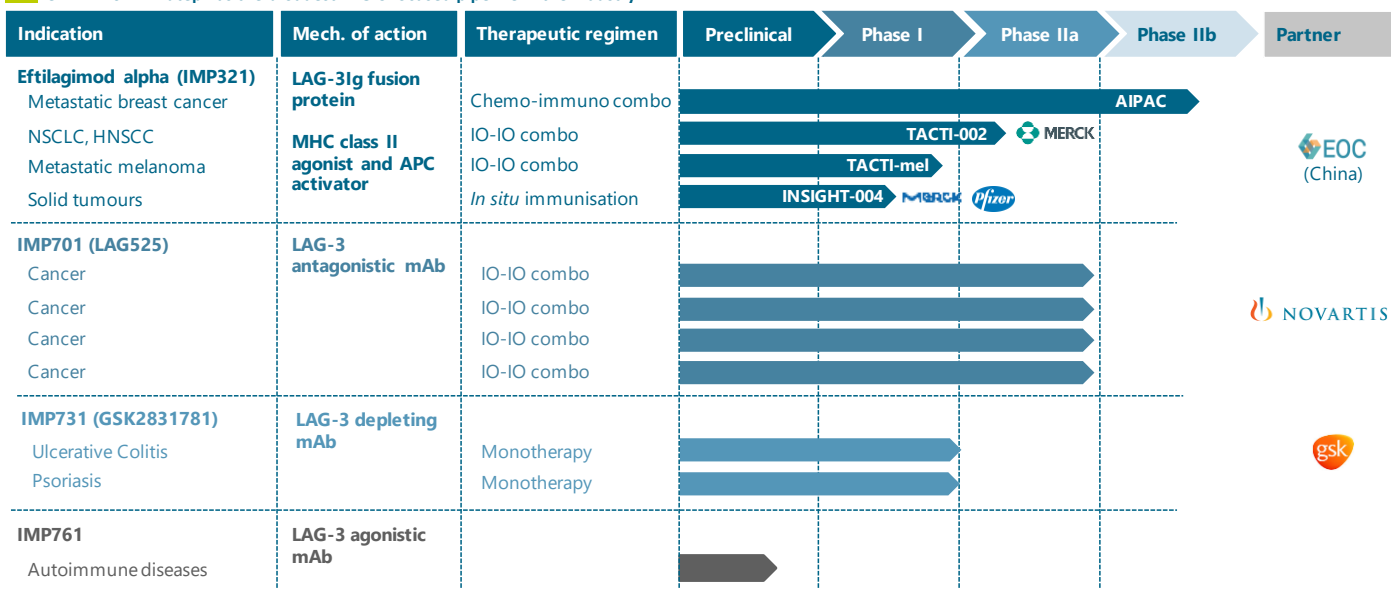 Indication Mech. of action Therapeutic regimen Preclinical Phase I Phase IIa Phase IIb Partner
Eftilagimod alpha (IMP321) LAG-3Ig fusion
protein
Metastatic breast cancer Chemo-immuno combo AIPAC
NSCLC, HNSCC MHC class II IO-IO combo TACTI-002 MERCK
Metastatic melanoma agonist and APC IO-IO combo TACTI-mel EOC
activator (China)
Solid tumours In situ immunisation INSIGHT-004 MERCK Pfizer
IMP701 (LAG525) LAG-3
antagonistic mAb
Cancer IO-IO combo
Cancer IO-IO combo NOVARTIS
Cancer IO-IO combo
Cancer IO-IO combo
IMP731 (GSK2831781) LAG-3 depleting
mAb
Ulcerative Colitis Monotherapy gsk
Psoriasis Monotherapy
IMP761 LAG-3 agonistic
mAb
Autoimmune diseases